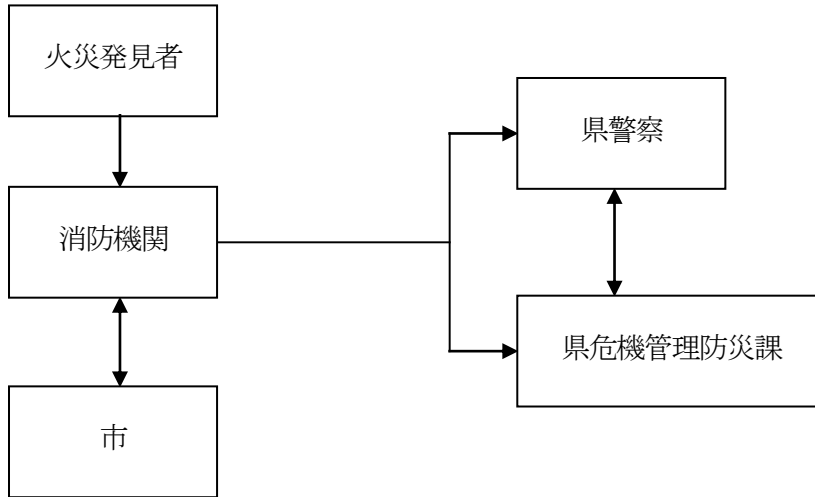 火災発見者
県警察
消防機関
県危機管理防災課
市